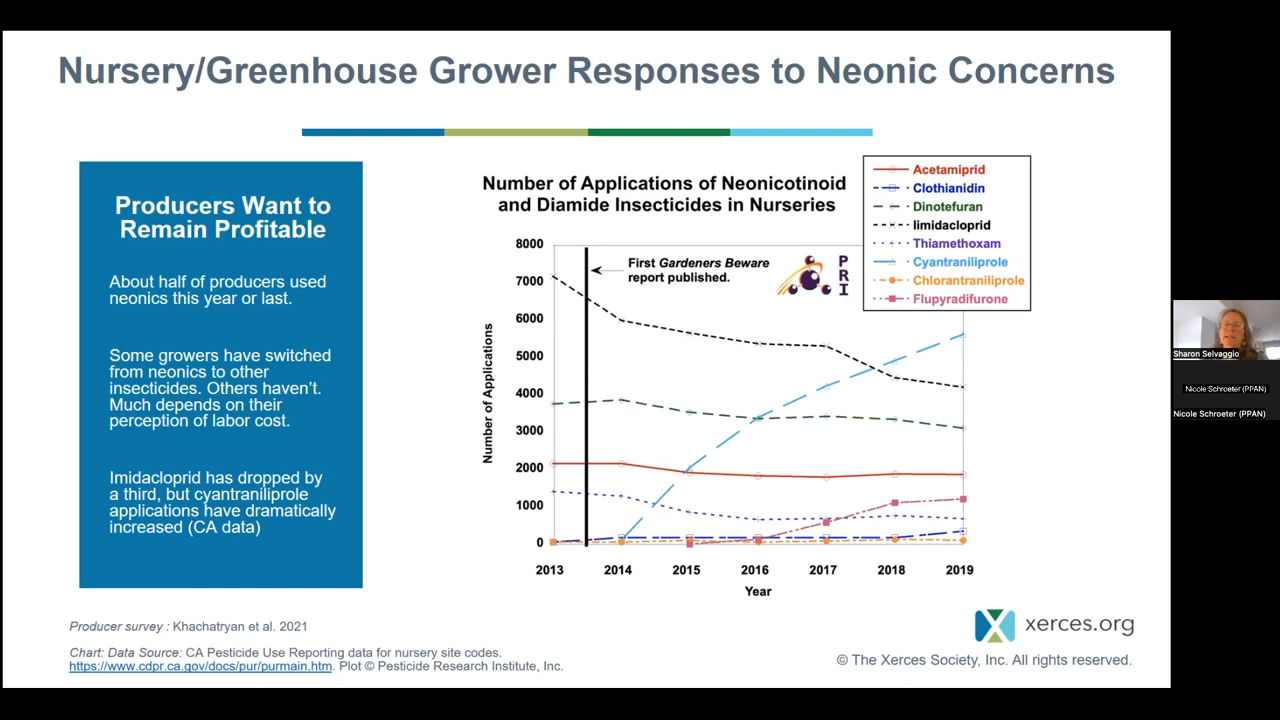 Nursery/Greenhouse Grower Responses to Neonic Concerns
Producers Want to
Remain Profitable
About half of producers used
neonics this year or last.
Some growers have switched
from neonics to other
insecticides. Others haven't.
Much depends on their
perception of labor cost.
Imidacloprid has dropped by
a third, but cyantraniliprole
applications have dramatically
increased (CA data)
Number of Applications of Neonicotinoid
and Diamide Insecticides in Nurseries
Acetamiprid
Clothianidin
Dinotefuran
Iimidacloprid
Thiamethoxam
Cyantraniliprole
Chlorantraniliprole
Flupyradifurone
First Gardeners Beware
report published.
P
R
I
Number of Applications
8000
7000
6000
5000
4000
3000
2000
1000
0
2013 2014 2015 2016 2017 2018 2019
Year
Producer survey : Khachatryan et al. 2021
Chart: Data Source: CA Pesticide Use Reporting data for nursery site codes.
https://www.cdpr.ca.gov/docs/pur/purmain.htm. Plot © Pesticide Research Institute, Inc.
xerces.org
© The Xerces Society, Inc. All rights reserved.
Sharon Selvaggio
Nicole Schroeter (PPAN)
Nicole Schroeter (PPAN)